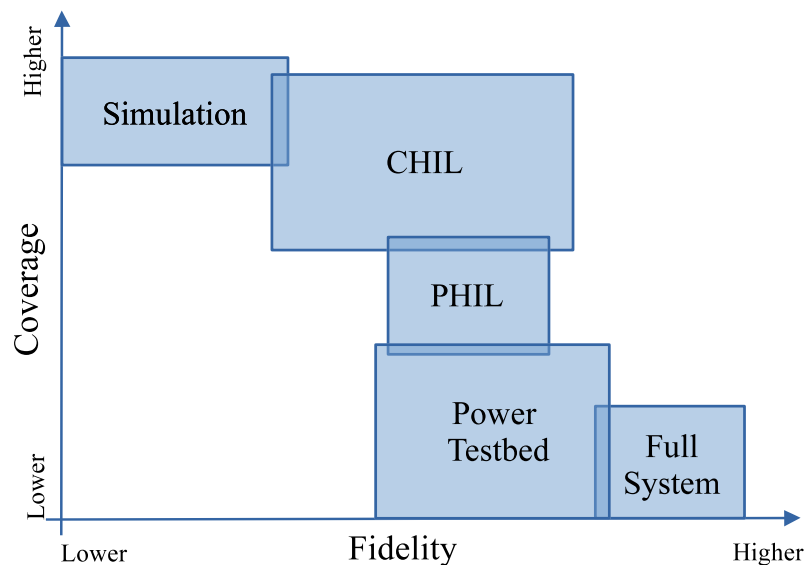 Higher
Simulation
CHIL
Coverage
PHIL
Power
Testbed
Full
System
Lower
Lower
Fidelity
Higher